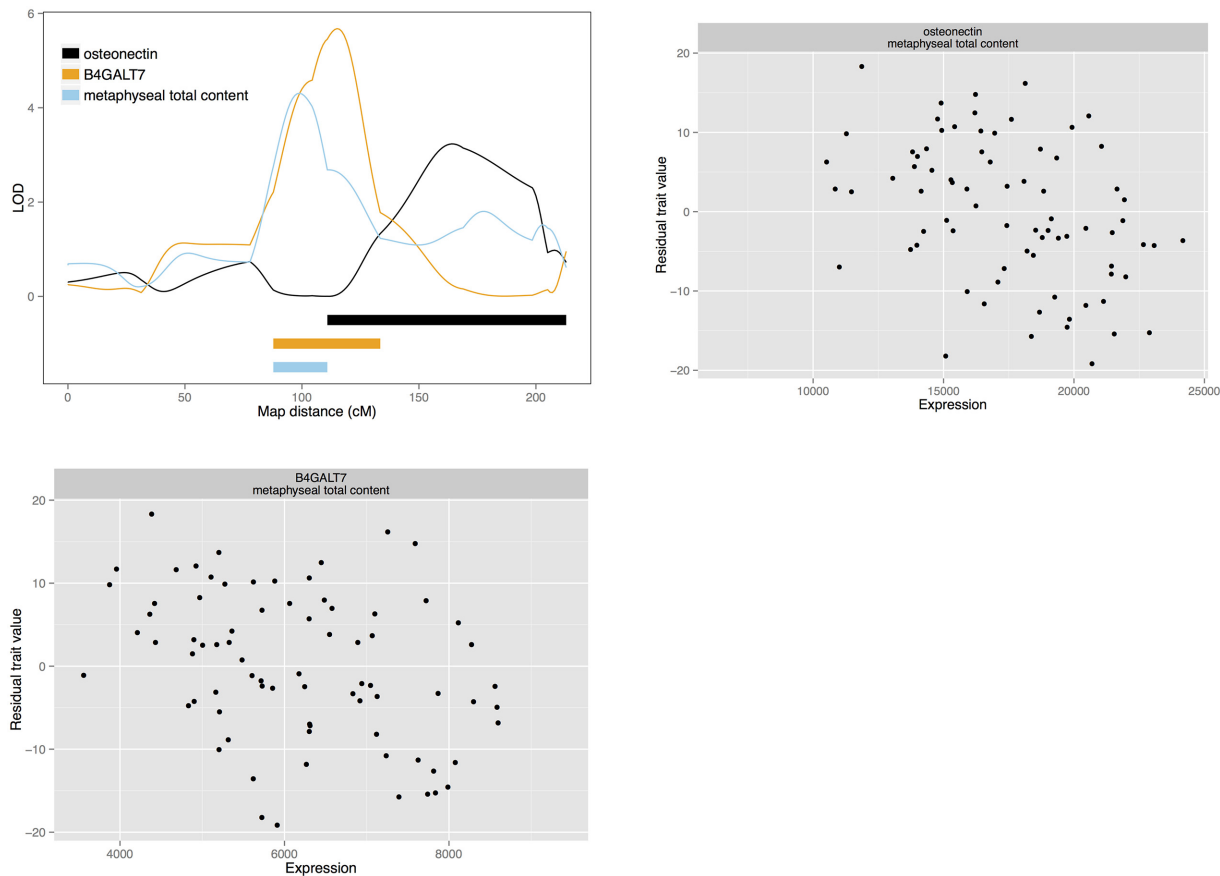 6
4
2
0
LOD
osteonectin
B4GALT7
metaphyseal total content
0
50
100
150
200
Map distance (cM)
osteonectin
metaphyseal total content
20
10
0
−10
−20
Residual trait value
10000
15000
20000
25000
Expression
B4GALT7
metaphyseal total content
20
10
0
−10
−20
Residual trait value
4000
6000
8000
Expression